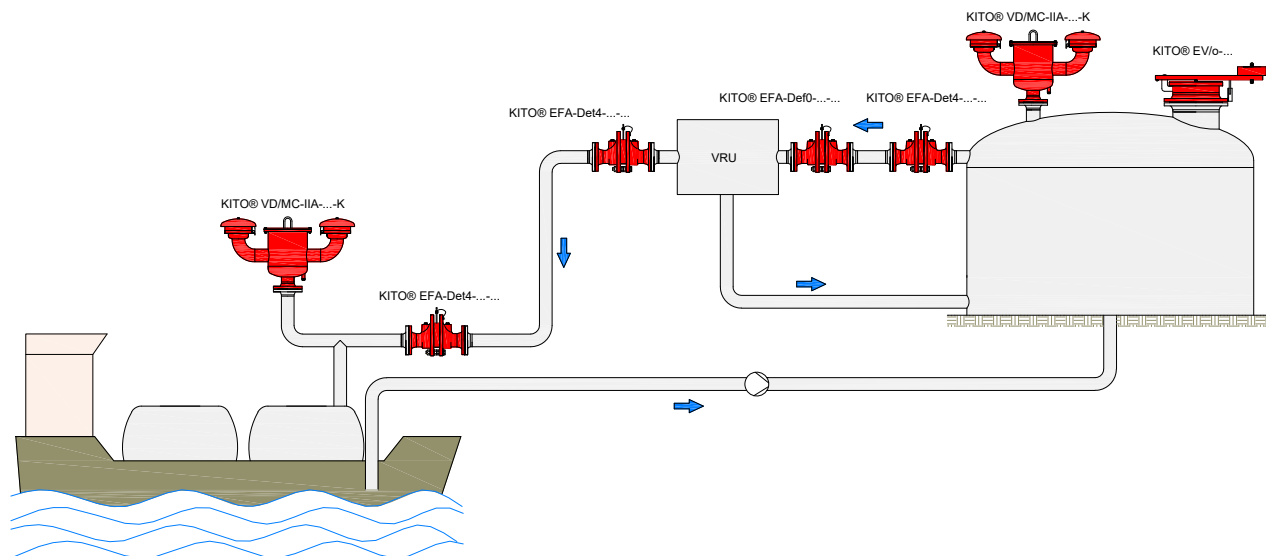 KITO® VD/MC-IIA-...-K
KITO® EV/o-...
KITO® EFA-Det4-...-...
KITO® EFA-Def0-...-...
KITO® EFA-Det4-...-...
VRU
KITO® VD/MC-IIA-...-K
KITO® EFA-Det4-...-...